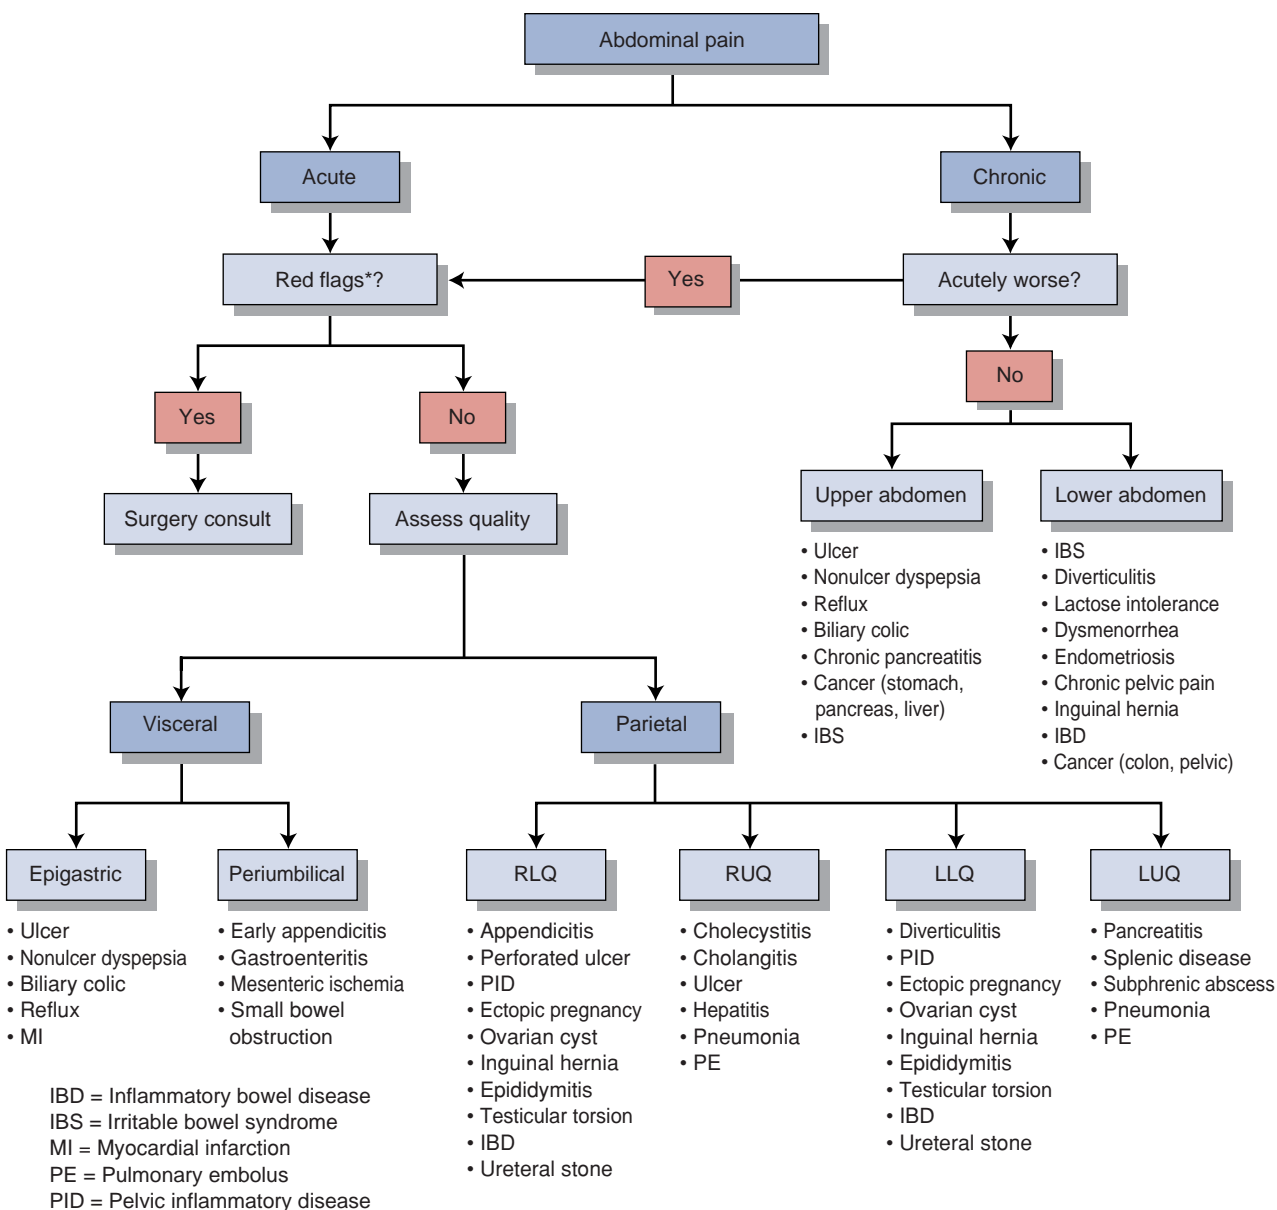 Abdominal pain
Acute
Chronic
Red flags*?
Yes
Acutely worse?
No
Yes
No
Surgery consult
Assess quality
Upper abdomen
• Ulcer
• Nonulcer dyspepsia
• Reflux
• Biliary colic
• Chronic pancreatitis
• Cancer (stomach,
pancreas, liver)
• IBS
Lower abdomen
• IBS
• Diverticulitis
• Lactose intolerance
• Dysmenorrhea
• Endometriosis
• Chronic pelvic pain
• Inguinal hernia
• IBD
• Cancer (colon, pelvic)
Visceral
Parietal
Epigastric
• Ulcer
• Nonulcer dyspepsia
• Biliary colic
• Reflux
• MI
Periumbilical
• Early appendicitis
• Gastroenteritis
• Mesenteric ischemia
• Small bowel
obstruction
RLQ
• Appendicitis
• Perforated ulcer
• PID
• Ectopic pregnancy
• Ovarian cyst
• Inguinal hernia
• Epididymitis
• Testicular torsion
• IBD
• Ureteral stone
RUQ
• Cholecystitis
• Cholangitis
• Ulcer
• Hepatitis
• Pneumonia
• PE
LLQ
• Diverticulitis
• PID
• Ectopic pregnancy
• Ovarian cyst
• Inguinal hernia
• Epididymitis
• Testicular torsion
• IBD
• Ureteral stone
LUQ
• Pancreatitis
• Splenic disease
• Subphrenic abscess
• Pneumonia
• PE
IBD = Inflammatory bowel disease
IBS = Irritable bowel syndrome
MI = Myocardial infarction
PE = Pulmonary embolus
PID = Pelvic inflammatory disease